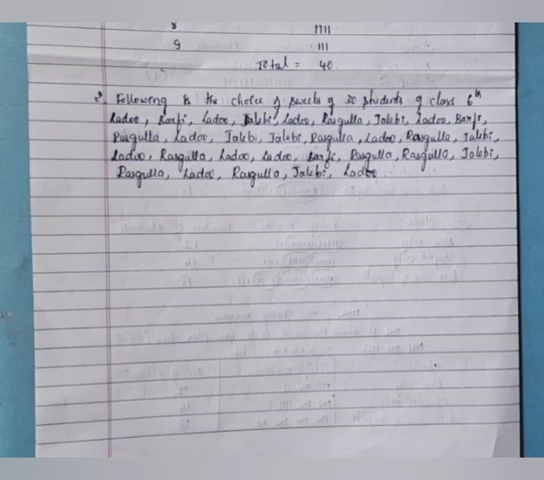 8 IIII
9 III
Total = 40
2. Following is the choice of sweets of 30 students of class 6th
Ladoo, Barfi, Ladoo, Jalebi, Ladoo, Rasgulla, Jalebi, Ladoo, Barfi,
Rasgulla, Ladoo, Jalebi, Jalebi, Rasgulla, Ladoo, Rasgulla, Jalebi,
Ladoo, Rasgulla, Ladoo, Ladoo, Barfi, Rasgulla, Rasgulla, Jalebi,
Rasgulla, Ladoo, Rasgulla, Jalebi, Ladoo